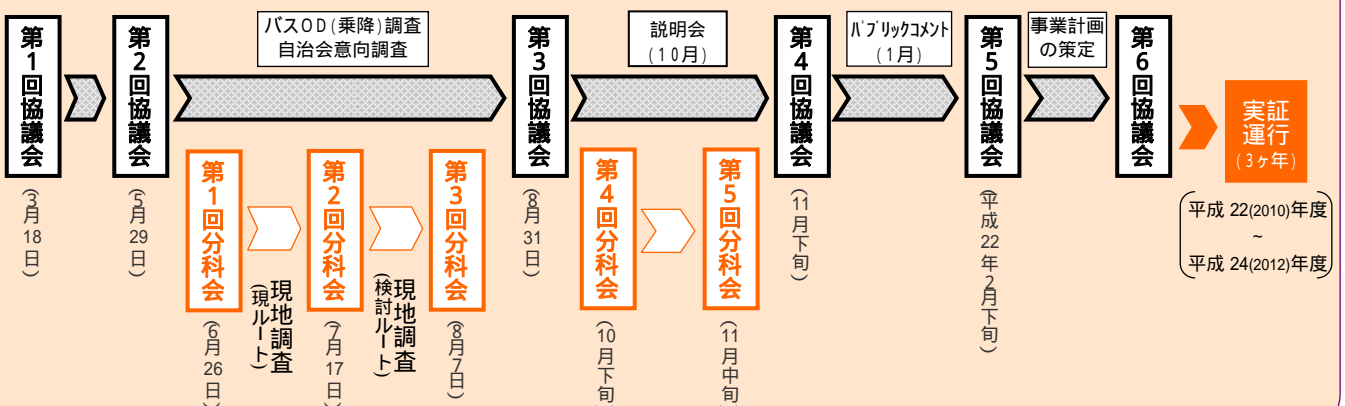 第1回協議会
(3月18日)
第2回協議会
(5月29日)
バスOD(乗降)調査
自治会意向調査
第1回分科会
(6月26日)
現地調査
(現ルート)
第2回分科会
(7月17日)
現地調査
(検討ルート)
第3回分科会
(8月7日)
第3回協議会
(8月31日)
説明会
(10月)
第4回分科会
(10月下旬)
第5回分科会
(11月中旬)
第4回協議会
(11月下旬)
パブリックコメント
(1月)
第5回協議会
(平成22年2月下旬)
事業計画
の策定
第6回協議会
実証
運行
(3ヶ年)
平成 22(2010)年度
~
平成 24(2012)年度